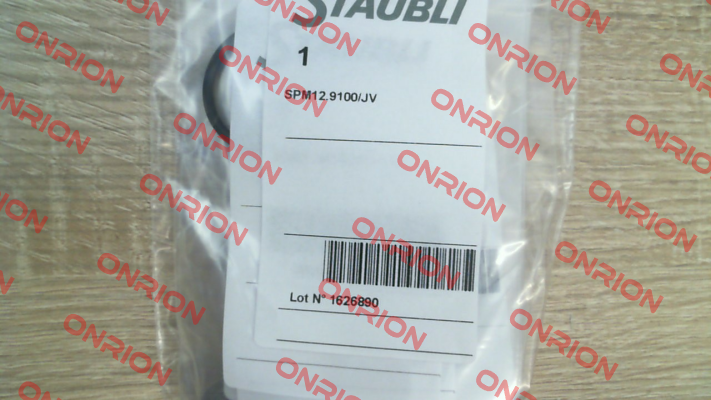 STAUBLI
1
SPM12.9100/JV
Lot N° 1626890
ONRION